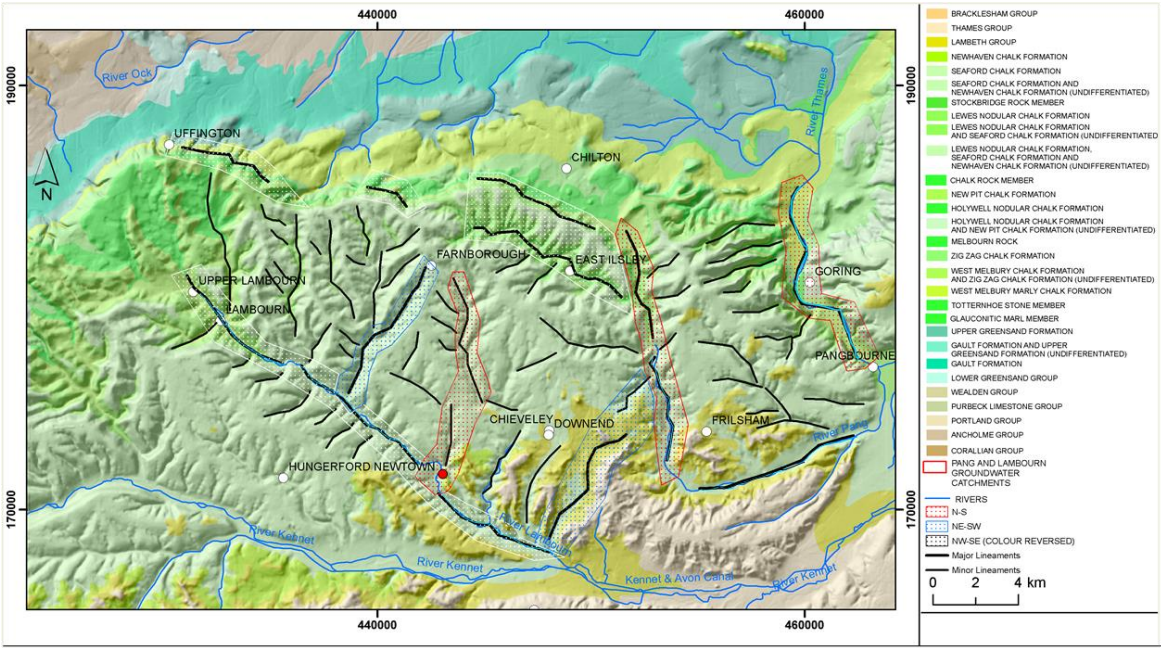 440000
460000
190000
190000
River Ock
River Thames
UFFINGTON
CHILTON
N
FARNBOROUGH
EAST ILSLEY
UPPER LAMBOURN
GORING
LAMBOURN
PANGBOURNE
CHIEVELEY
DOWNEND
FRILSHAM
River Pang
HUNGERFORD NEWTOWN
170000
170000
River Lambourn
River Kennet
River Kennet
Kennet & Avon Canal
River Kennet
440000
460000
BRACKLESHAM GROUP
THAMES GROUP
LAMBETH GROUP
NEWHAVEN CHALK FORMATION
SEAFORD CHALK FORMATION
SEAFORD CHALK FORMATION AND
NEWHAVEN CHALK FORMATION (UNDIFFERENTIATED)
STOCKBRIDGE ROCK MEMBER
LEWES NODULAR CHALK FORMATION
LEWES NODULAR CHALK FORMATION
AND SEAFORD CHALK FORMATION (UNDIFFERENTIATED
LEWES NODULAR CHALK FORMATION,
SEAFORD CHALK FORMATION AND
NEWHAVEN CHALK FORMATION (UNDIFFERENTIATED)
CHALK ROCK MEMBER
NEW PIT CHALK FORMATION
HOLYWELL NODULAR CHALK FORMATION
HOLYWELL NODULAR CHALK FORMATION
AND NEW PIT CHALK FORMATION (UNDIFFERENTIATED)
MELBOURN ROCK
ZIG ZAG CHALK FORMATION
WEST MELBURY CHALK FORMATION
AND ZIG ZAG CHALK FORMATION (UNDIFFERENTIATED)
WEST MELBURY MARLY CHALK FORMATION
TOTTERNHOE STONE MEMBER
GLAUCONITIC MARL MEMBER
UPPER GREENSAND FORMATION
GAULT FORMATION AND UPPER
GREENSAND FORMATION (UNDIFFERENTIATED)
GAULT FORMATION
LOWER GREENSAND GROUP
WEALDEN GROUP
PURBECK LIMESTONE GROUP
PORTLAND GROUP
ANCHOLME GROUP
CORALLIAN GROUP
PANG AND LAMBOURN
GROUNDWATER
CATCHMENTS
RIVERS
N-S
NE-SW
NW-SE (COLOUR REVERSED)
Major Lineaments
Minor Lineaments
0 2 4 km